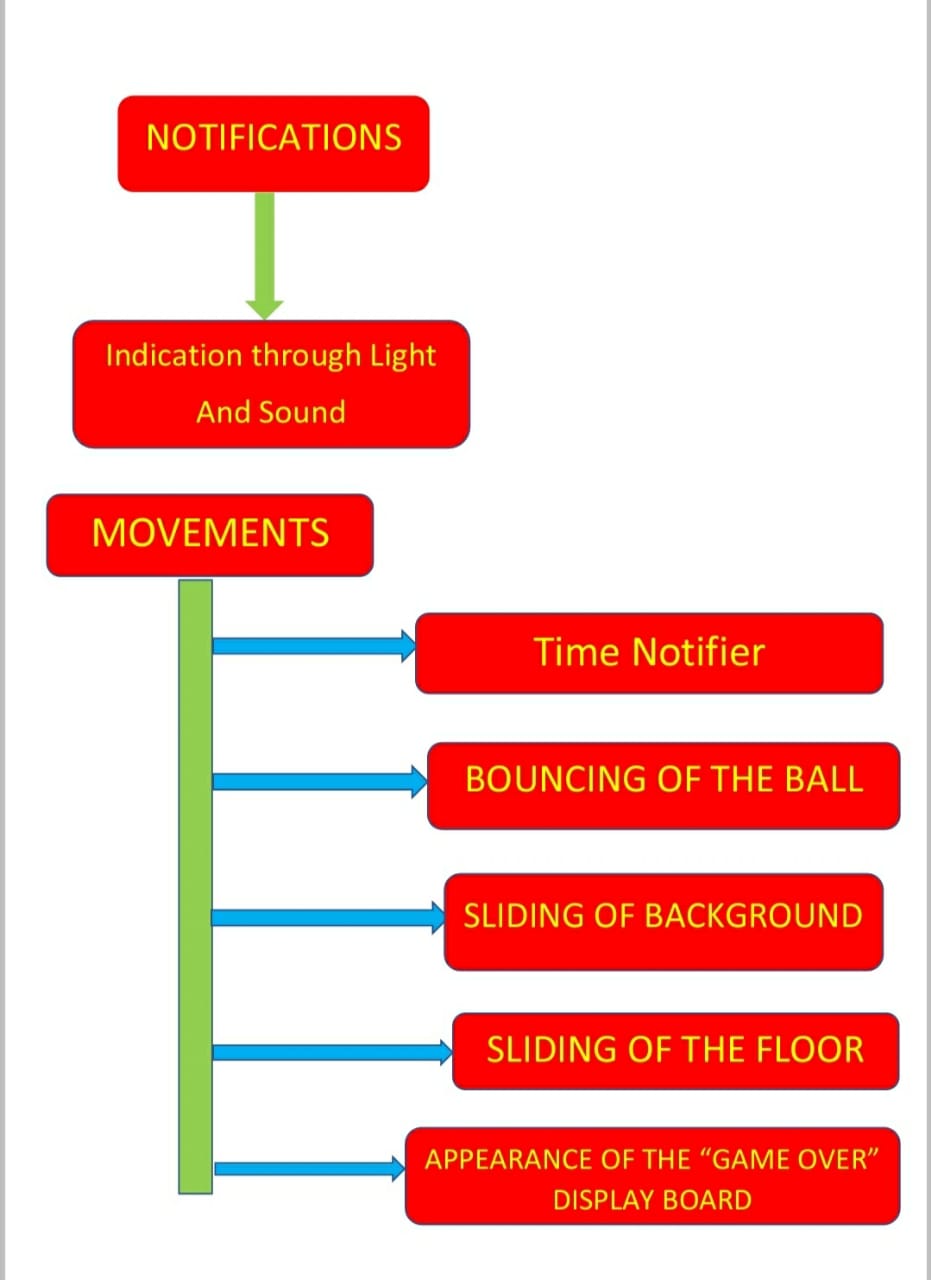 NOTIFICATIONS
Indication through Light
And Sound
MOVEMENTS
Time Notifier
BOUNCING OF THE BALL
SLIDING OF BACKGROUND
SLIDING OF THE FLOOR
APPEARANCE OF THE “GAME OVER”
DISPLAY BOARD